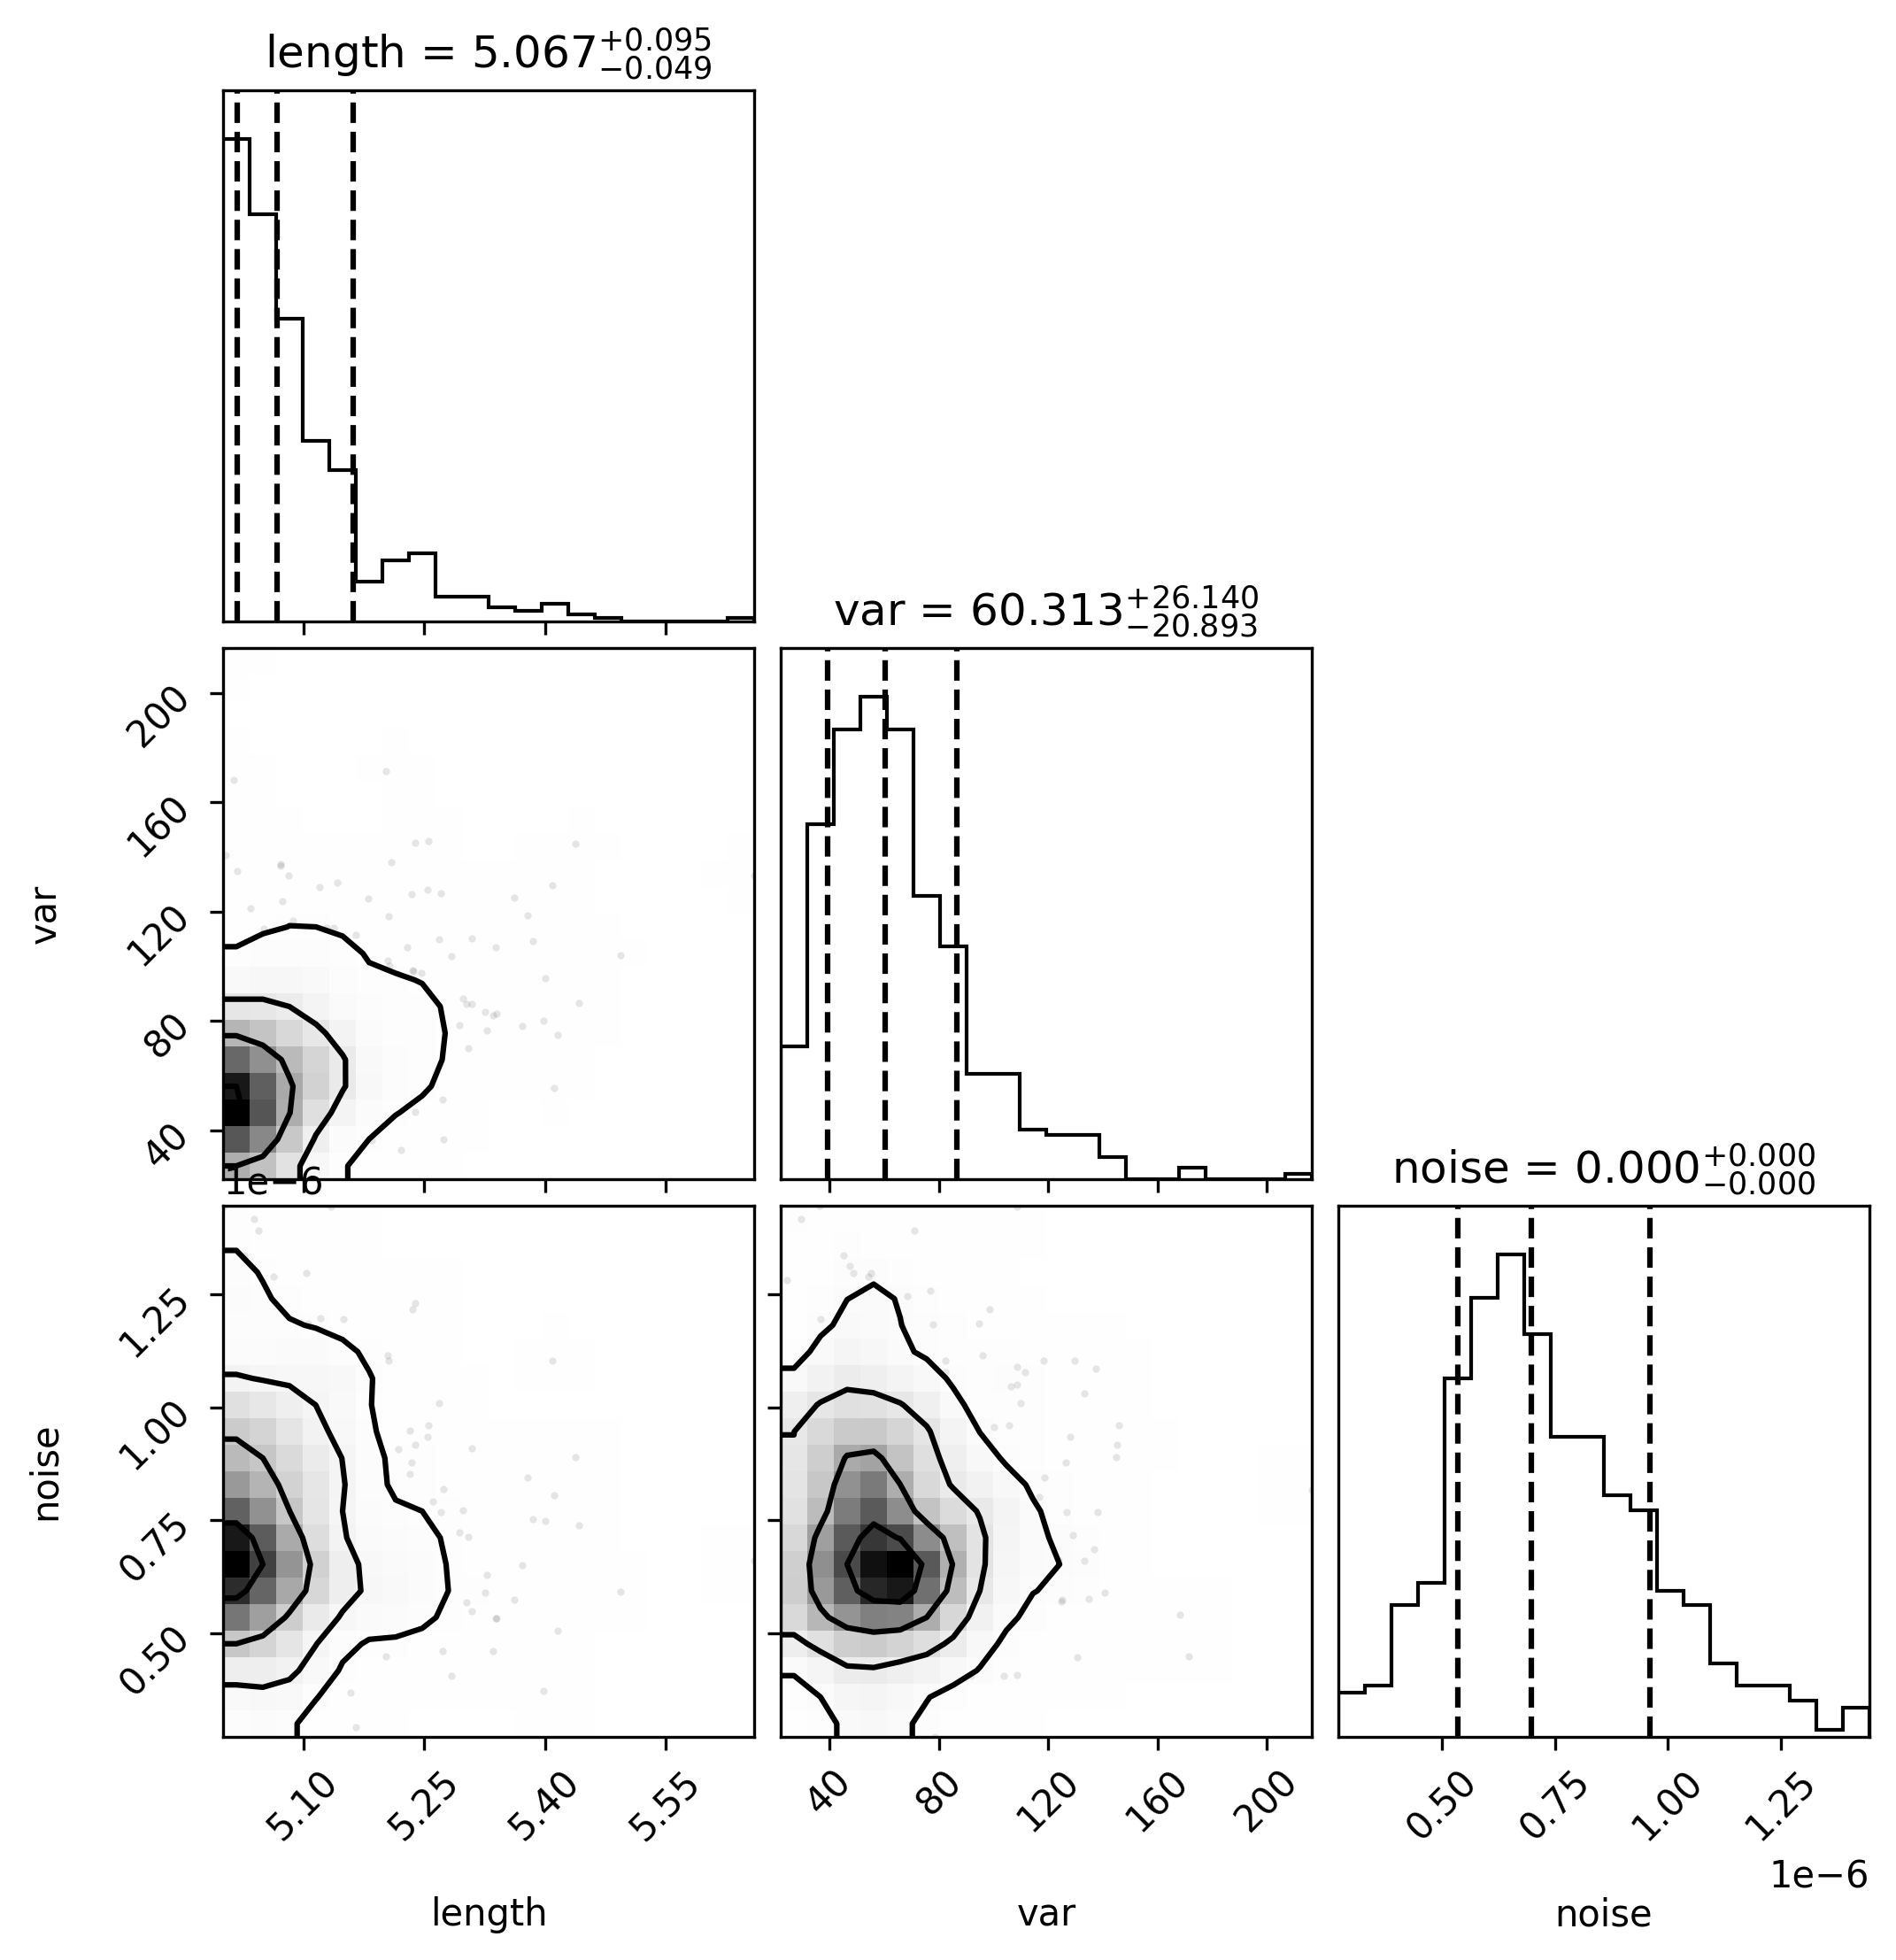 length = 5.067+0.095−0.049
var = 60.313+26.140−20.893
200
160
120
80
40
var
noise = 0.000+0.000−0.000
1e−6
1.25
1.00
0.75
0.50
noise
5.10 5.25 5.40 5.55
40 80 120 160 200
0.50 0.75 1.00 1.25
1e−6
length var noise